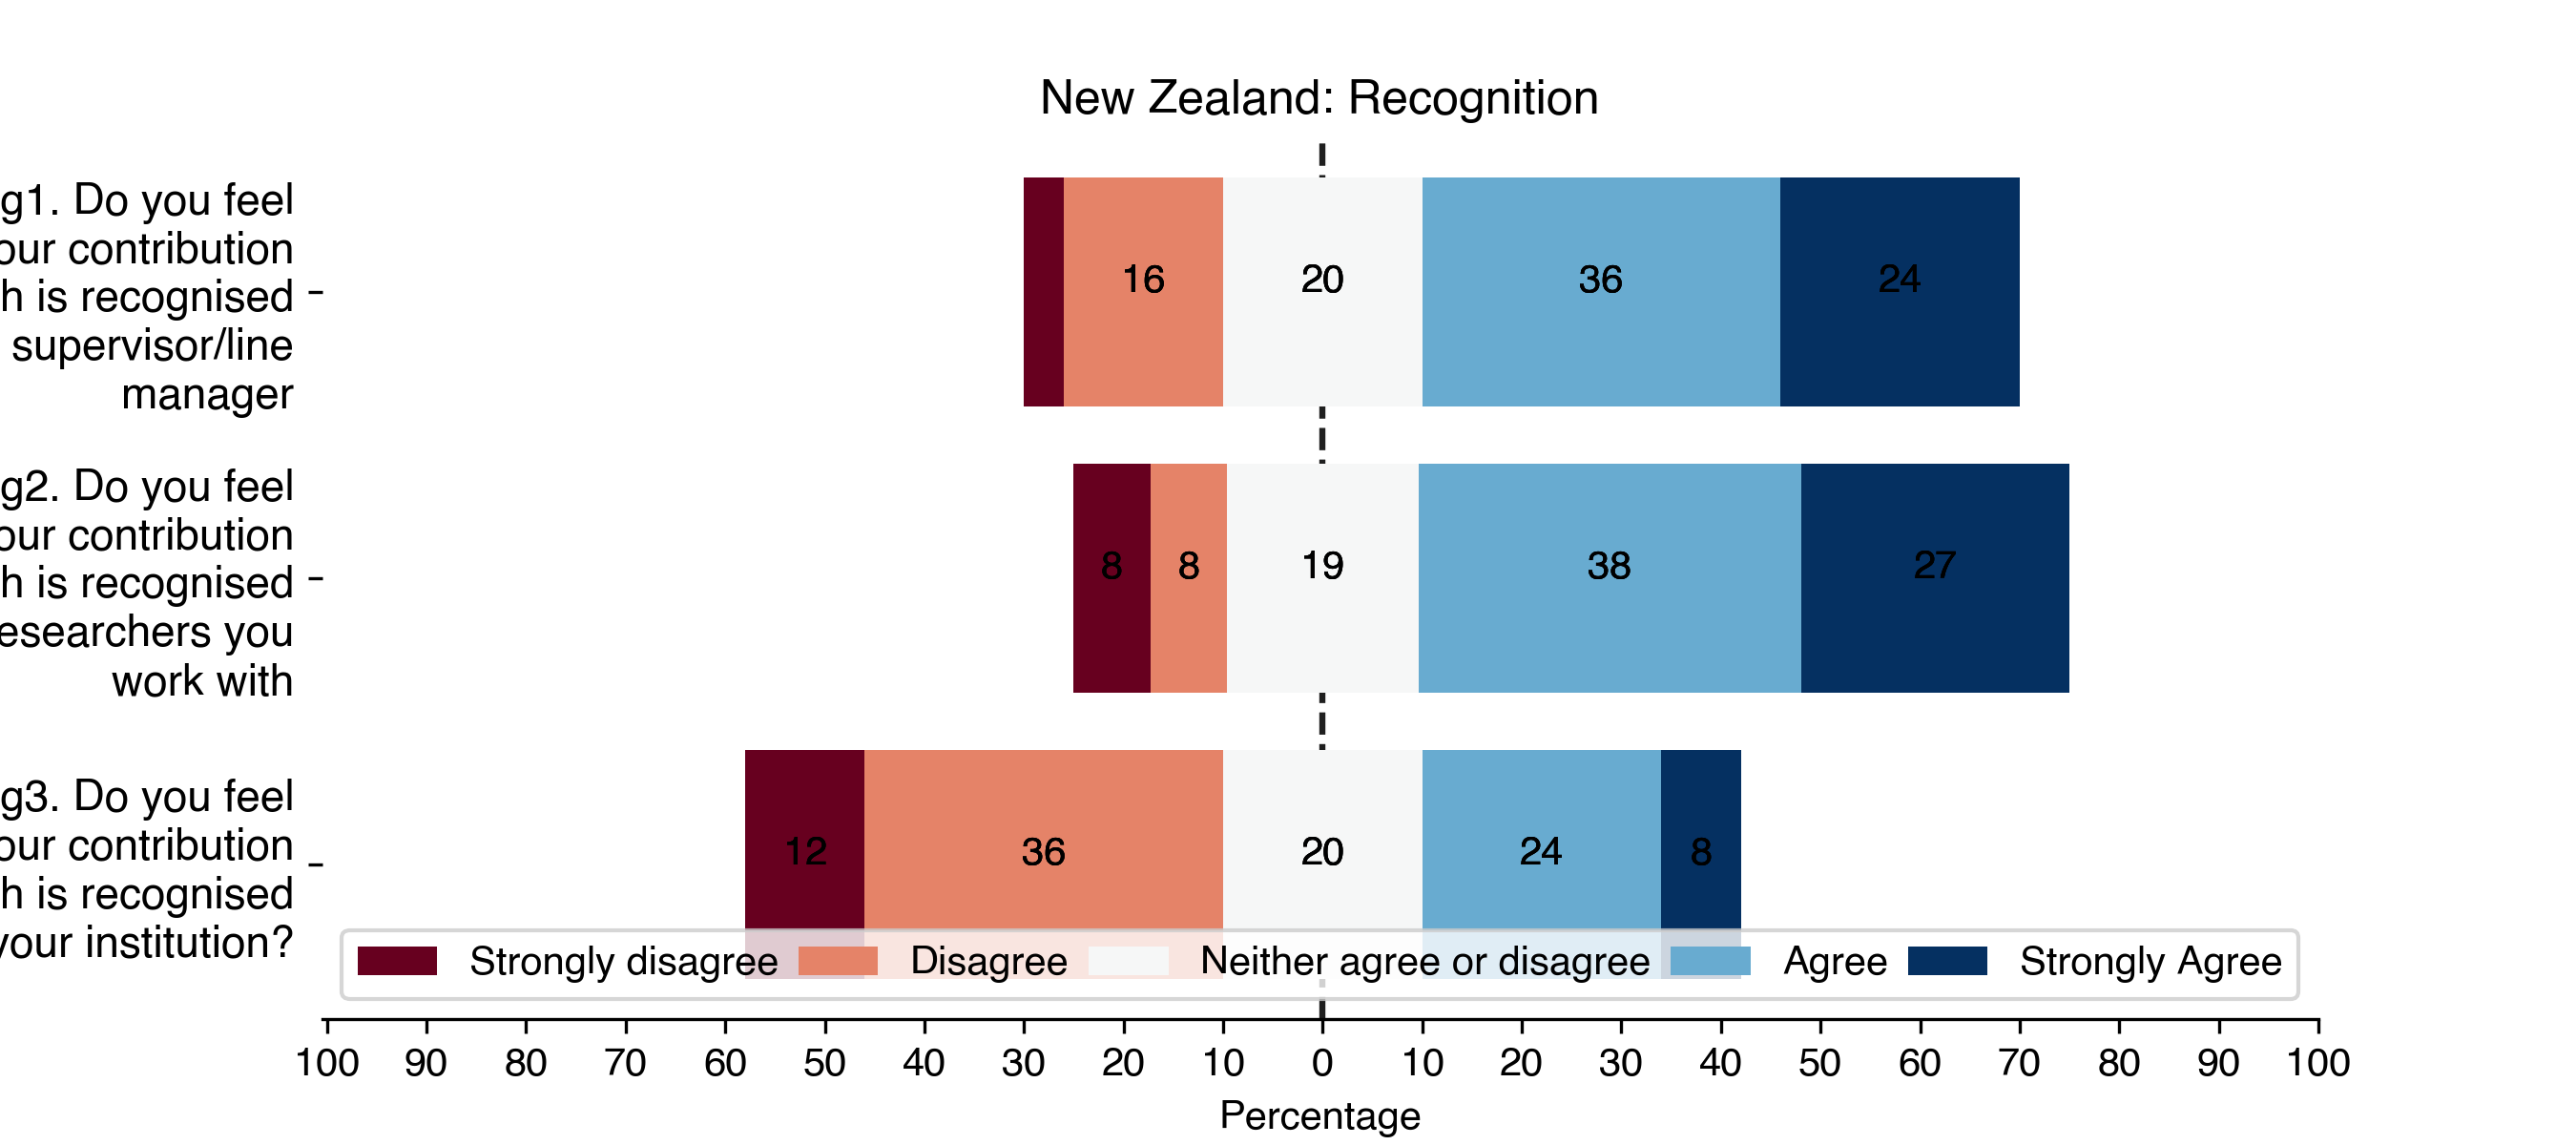 New Zealand: Recognition
g1. Do you feel
our contribution
h is recognised
supervisor/line
manager
16 20 36 24
g2. Do you feel
our contribution
h is recognised
esearchers you
work with
8 8 19 38 27
g3. Do you feel
our contribution
h is recognised
your institution?
12 36 20 24 8
Strongly disagree Disagree Neither agree or disagree Agree Strongly Agree
100 90 80 70 60 50 40 30 20 10 0 10 20 30 40 50 60 70 80 90 100
Percentage